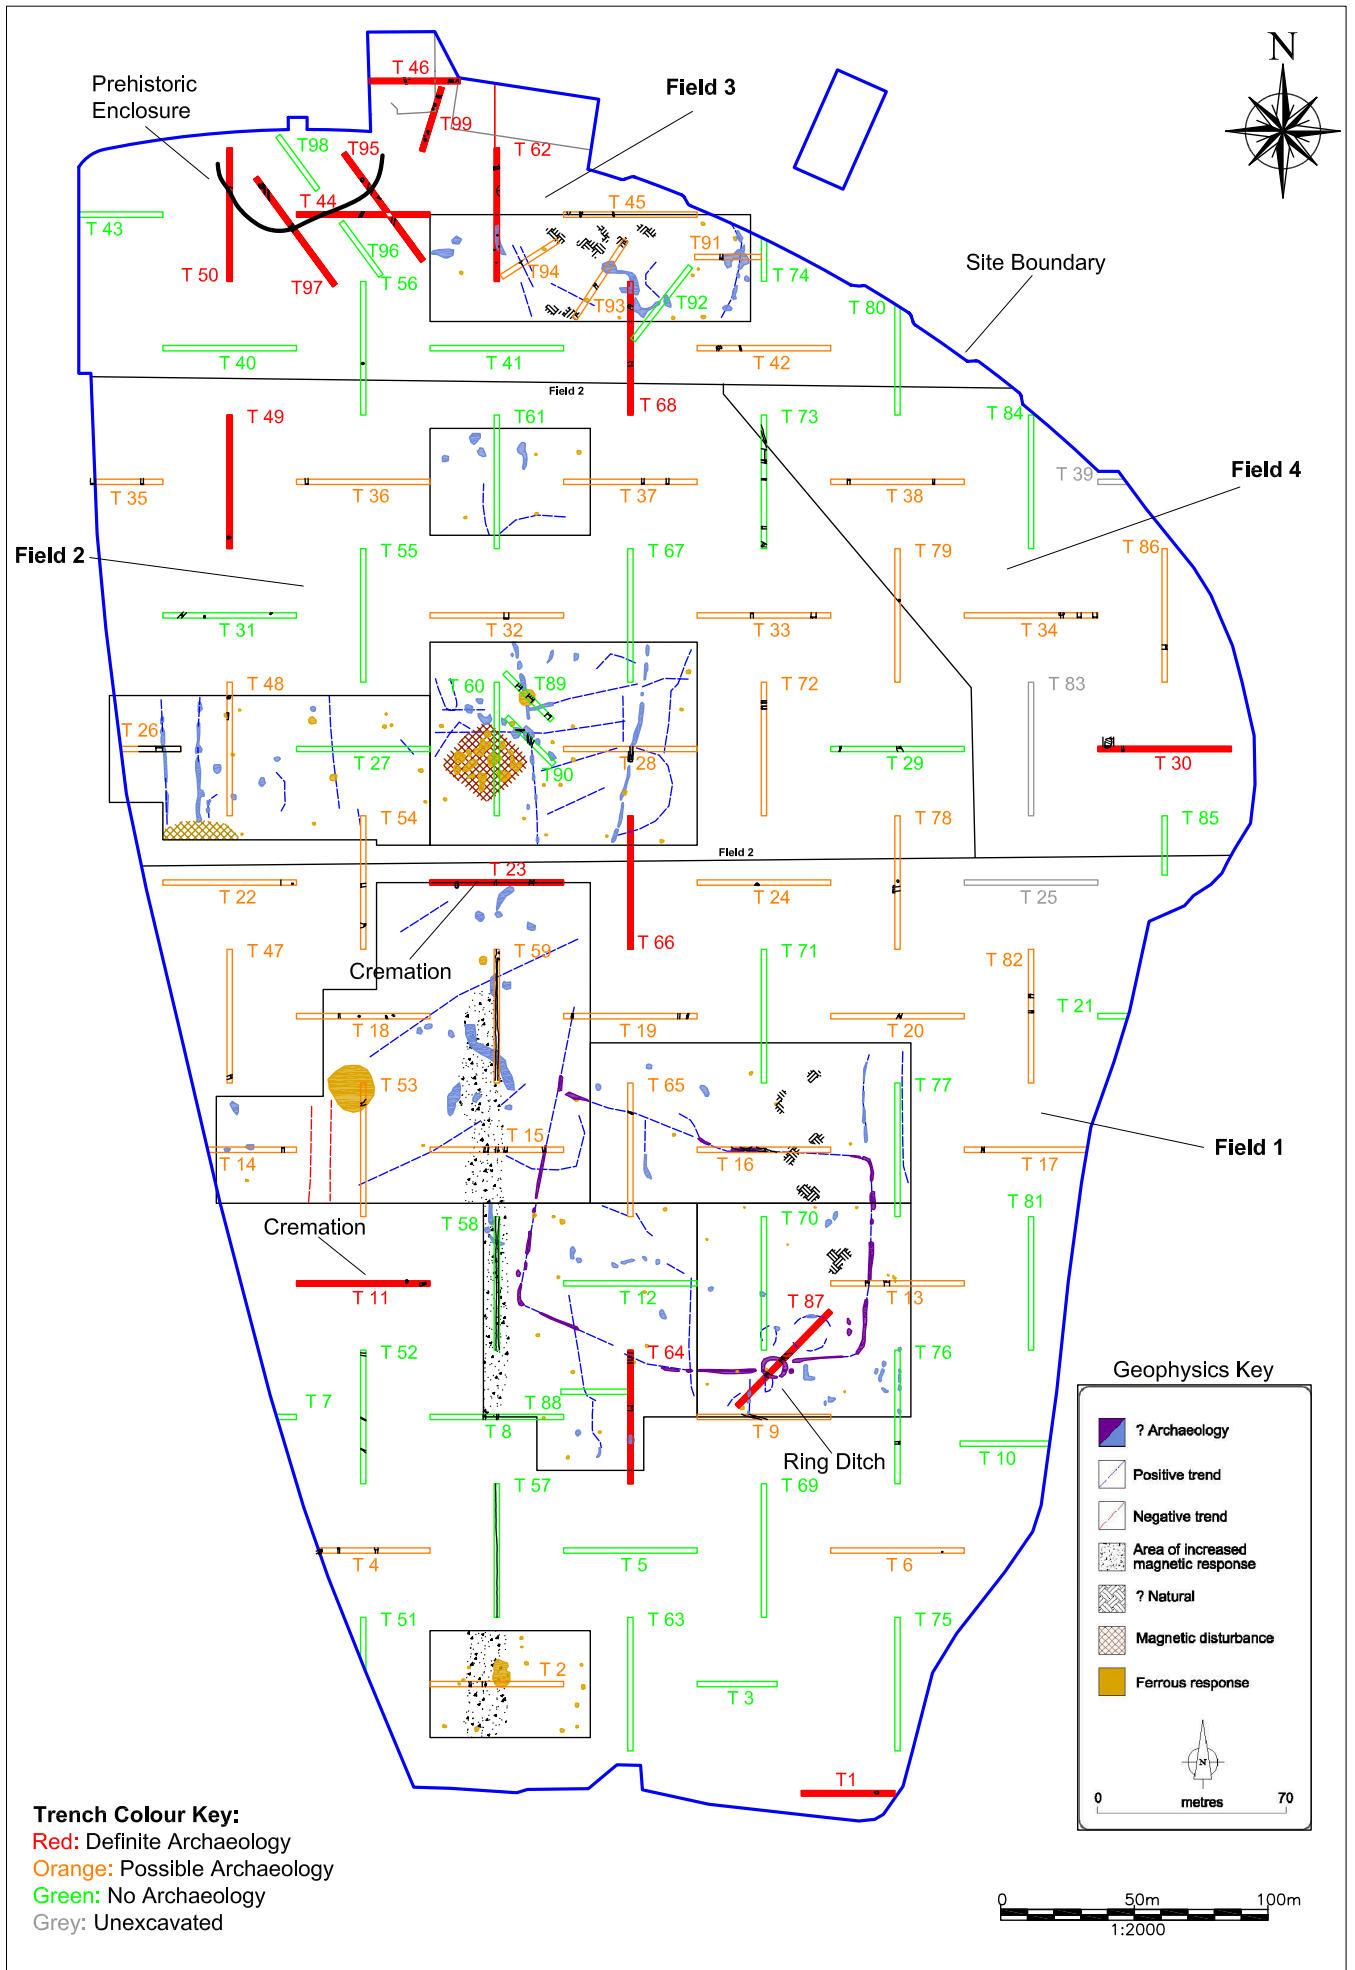 T 46
Prehistoric
Enclosure
Field 3
N
T99
T98
T95
T 62
T 44
T 45
T 43
T96
T91
T94
T 50
T97
T 56
T93
T92
T 74
Site Boundary
T 80
T 40
T 41
T 42
Field 2
T 49
T61
T 68
T 73
T 84
T 39
Field 4
T 35
T 36
T 37
T 38
Field 2
T 55
T 67
T 79
T 86
T 31
T 32
T 33
T 34
T 48
T 60
T89
T 72
T 83
T 26
T 27
T90
T 28
T 29
T 30
T 54
T 78
T 85
Field 2
T 23
T 22
T 24
T 25
T 47
Cremation
T 59
T 66
T 71
T 82
T 21
T 18
T 19
T 20
T 53
T 65
T 77
T 14
T 15
T 16
T 17
Field 1
Cremation
T 58
T 70
T 81
T 11
T 12
T 87
T 13
T 52
T 64
T 76
T 7
T 88
T 8
T 9
T 10
Ring Ditch
T 57
T 69
T 4
T 5
T 6
T 51
T 63
T 75
T 2
T 3
T1
Geophysics Key
? Archaeology
Positive trend
Negative trend
Area of increased
magnetic response
? Natural
Magnetic disturbance
Ferrous response
N
0 metres 70
Trench Colour Key:
Red: Definite Archaeology
Orange: Possible Archaeology
Green: No Archaeology
Grey: Unexcavated
0 50m 100m
1:2000